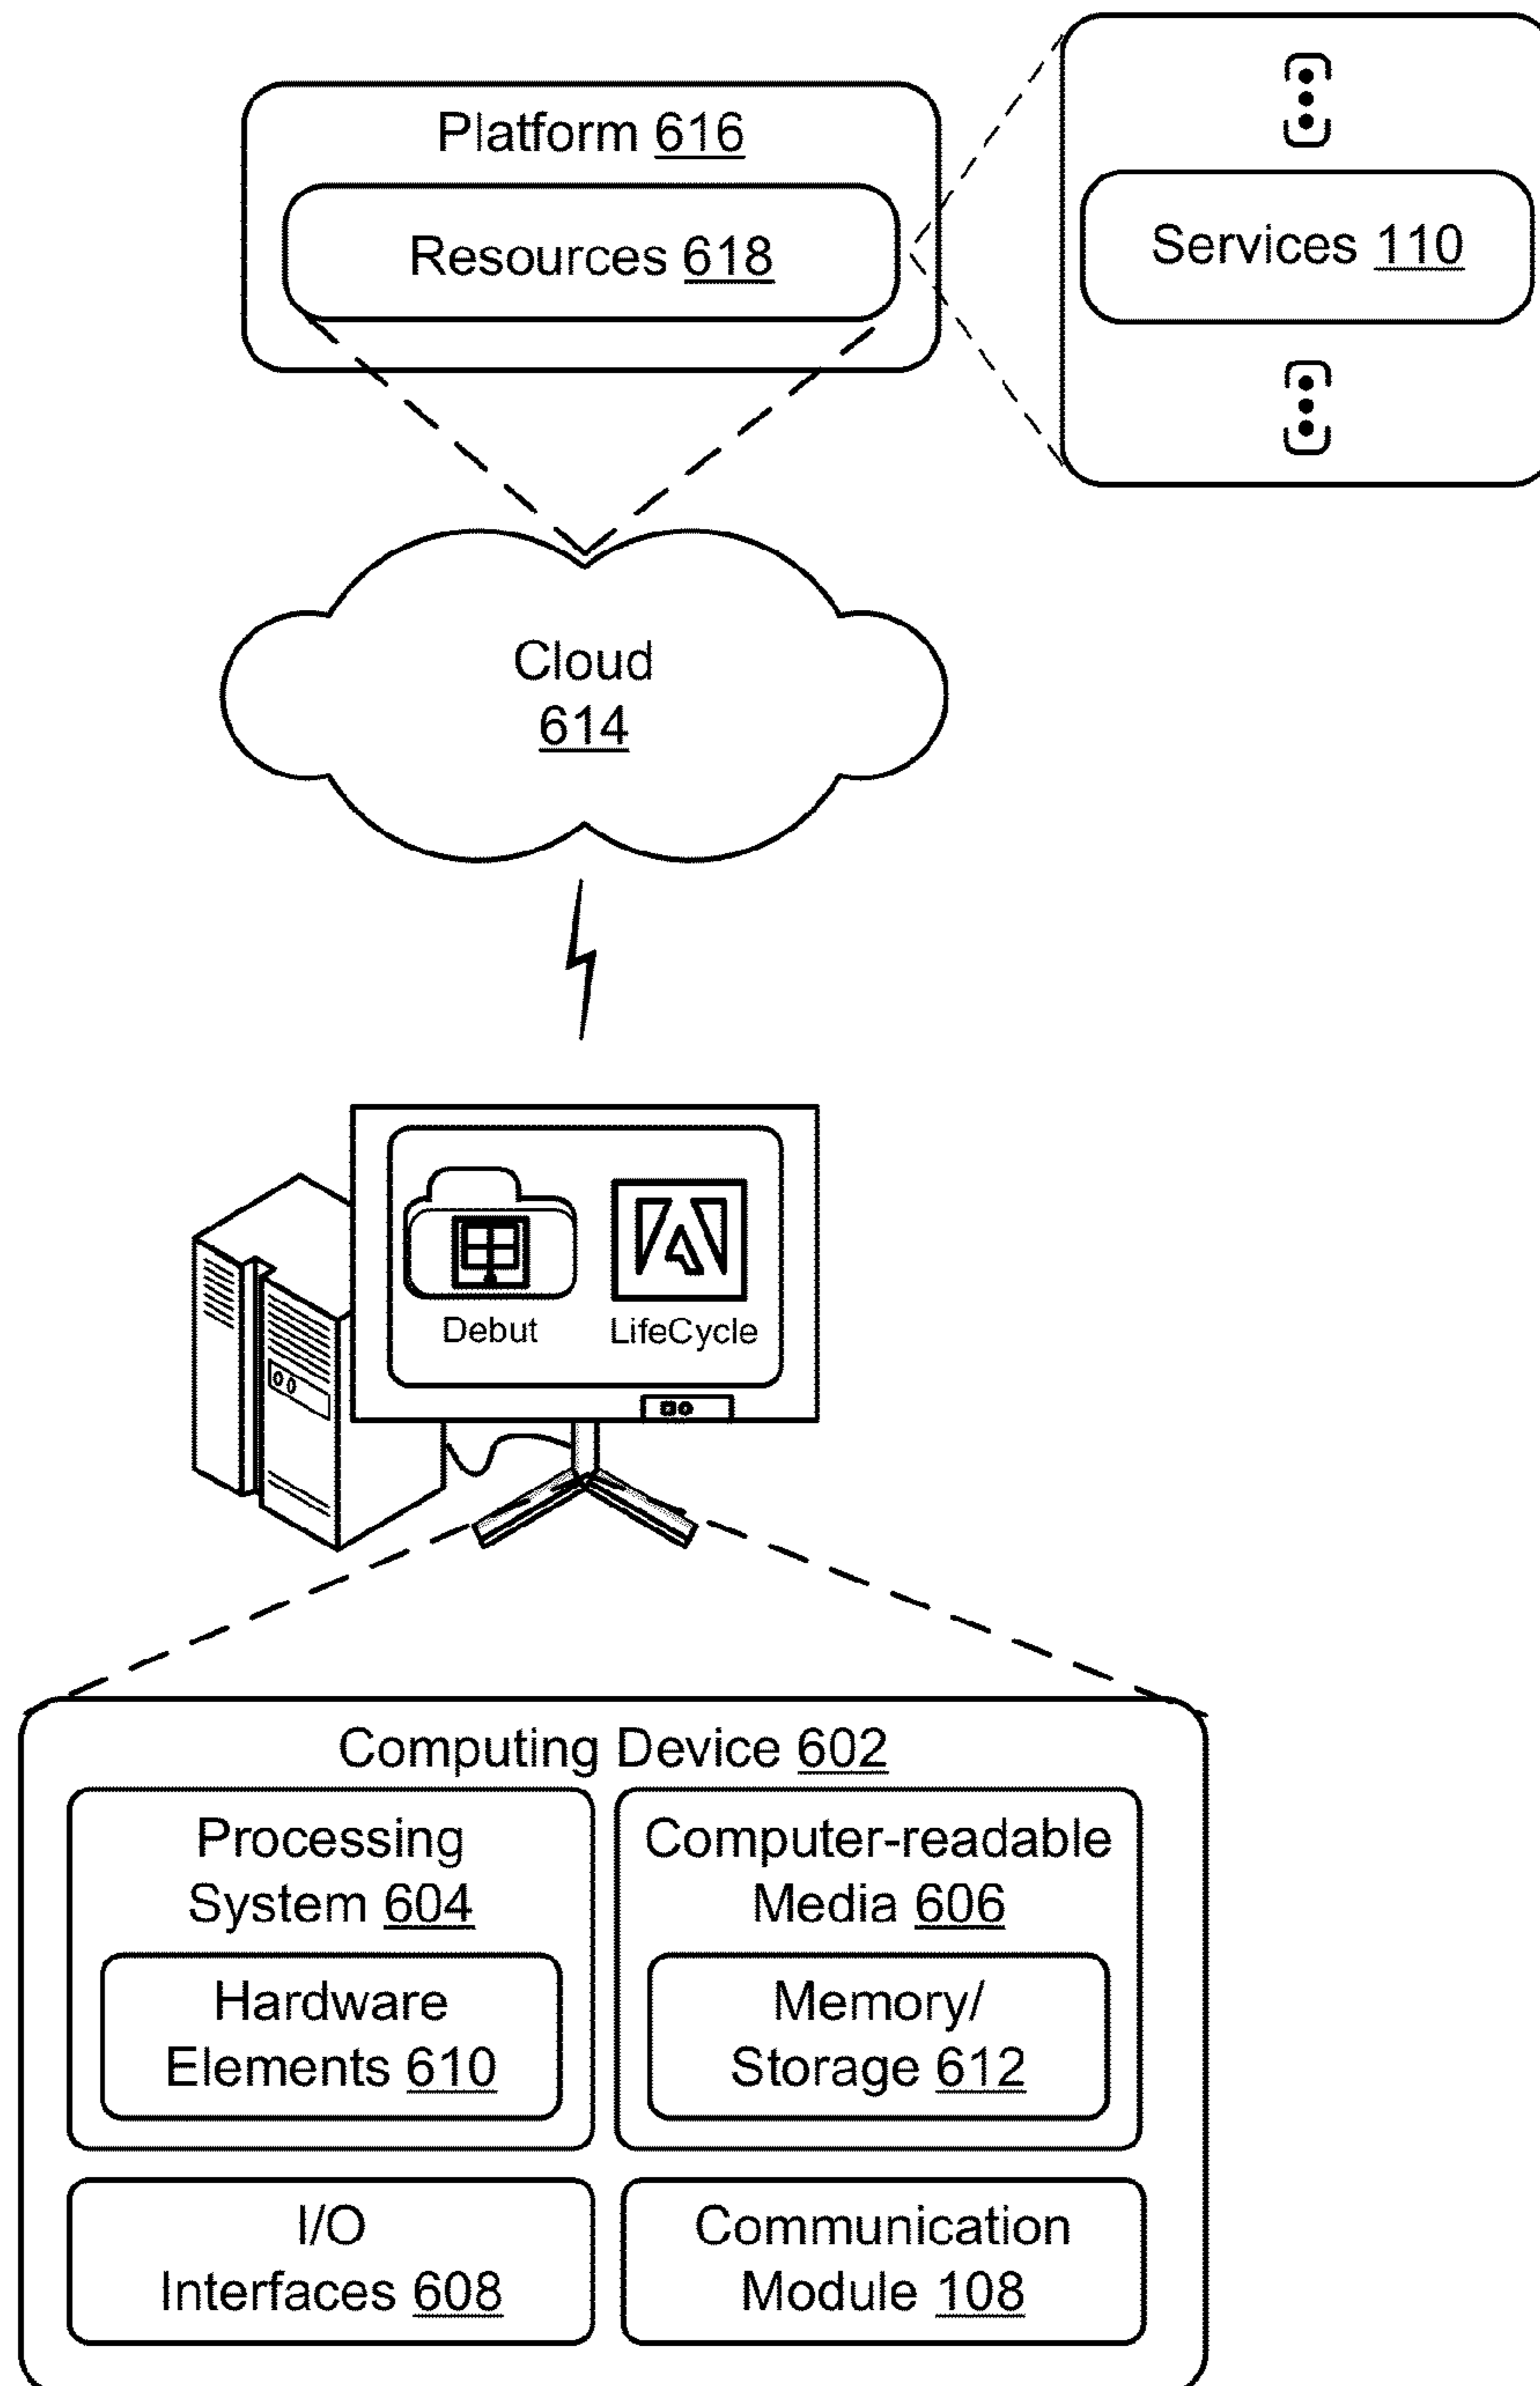 Platform 616
Resources 618
Services 110
Cloud
614
Debut
LifeCycle
Computing Device 602
Processing
System 604
Hardware
Elements 610
Computer-readable
Media 606
Memory/
Storage 612
I/O
Interfaces 608
Communication
Module 108